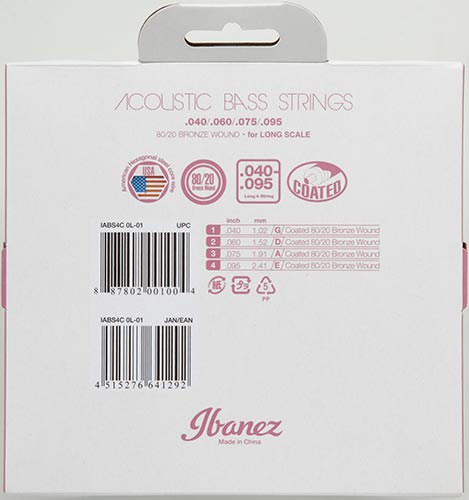 ACOUSTIC BASS STRINGS
.040/.060/.075/.095
80/20 BRONZE WOUND • for LONG SCALE
American Hexagonal steel core wire
USA
80/20
Bronze Wound
.040-
.095
Long 4-String
COATED
IABS4C 0L-01 UPC
8 87802 00100 4
inch mm
1 .040 1.02 /G/ Coated 80/20 Bronze Wound
2 .060 1.52 /D/ Coated 80/20 Bronze Wound
3 .075 1.91 /A/ Coated 80/20 Bronze Wound
4 .095 2.41 /E/ Coated 80/20 Bronze Wound
紙 プラ 5
PP
IABS4C 0L-01 JAN/EAN
4 515276 641292
Ibanez
Made in China